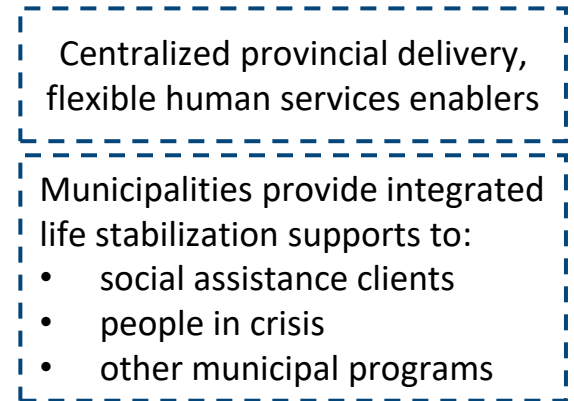 Centralized provincial delivery,
flexible human services enablers
Municipalities provide integrated
life stabilization supports to:
• social assistance clients
• people in crisis
• other municipal programs